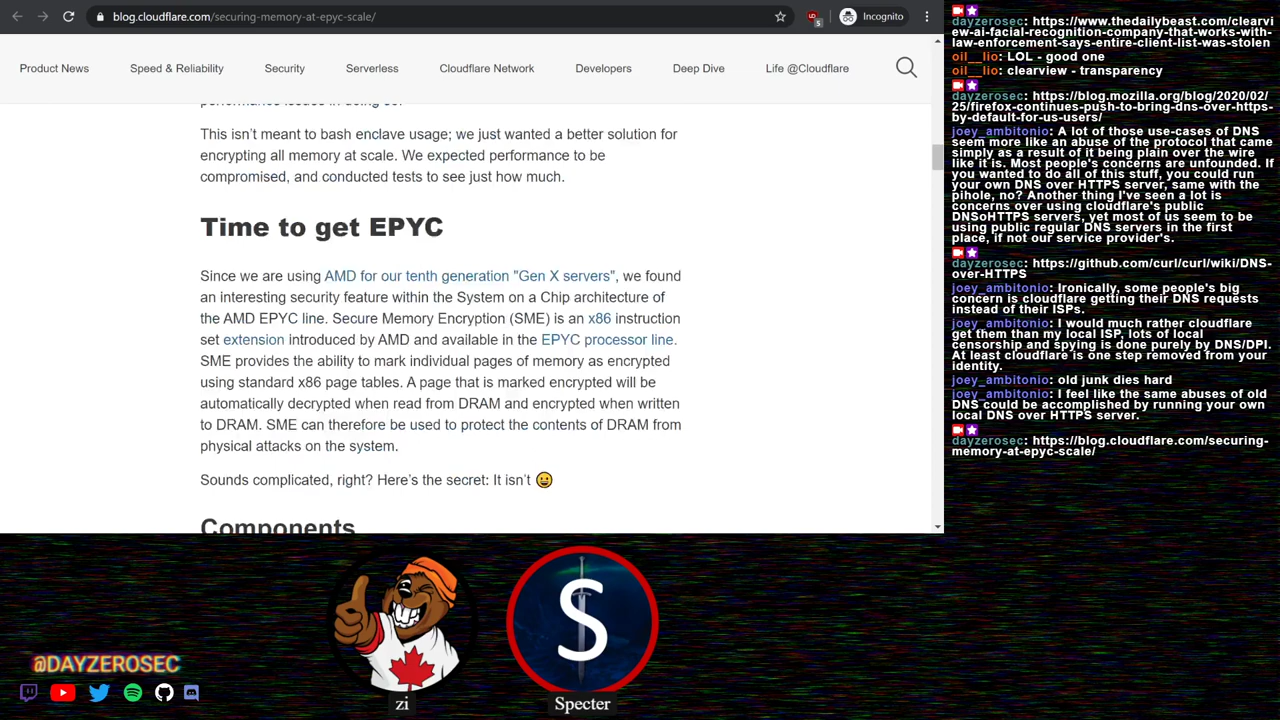 blog.cloudflare.com/securing-memory-at-epyc-scale/
5
Incognito
Product News
Speed & Reliability
Security
Serverless
Cloudflare Network
Developers
Deep Dive
Life @Cloudflare
This isn’t meant to bash enclave usage; we just wanted a better solution for
encrypting all memory at scale. We expected performance to be
compromised, and conducted tests to see just how much.
Time to get EPYC
Since we are using AMD for our tenth generation "Gen X servers", we found
an interesting security feature within the System on a Chip architecture of
the AMD EPYC line. Secure Memory Encryption (SME) is an x86 instruction
set extension introduced by AMD and available in the EPYC processor line.
SME provides the ability to mark individual pages of memory as encrypted
using standard x86 page tables. A page that is marked encrypted will be
automatically decrypted when read from DRAM and encrypted when written
to DRAM. SME can therefore be used to protect the contents of DRAM from
physical attacks on the system.
Sounds complicated, right? Here’s the secret: It isn’t 😀
Components
dayzerosec: https://www.thedailybeast.com/clearvi
ew-ai-facial-recognition-company-that-works-with-
law-enforcement-says-entire-client-list-was-stolen
oil__lio: LOL - good one
oil__lio: clearview - transparency
dayzerosec: https://blog.mozilla.org/blog/2020/02/
25/firefox-continues-push-to-bring-dns-over-https-
by-default-for-us-users/
joey_ambitonio: A lot of those use-cases of DNS
seem more like an abuse of the protocol that came
simply as a result of it being plain over the wire
like it is. Most people's concerns are unfounded. If
you wanted to do all of this stuff, you could run
your own DNS over HTTPS server, same with the
pihole, no? Another thing I've seen a lot is
concerns over using cloudflare's public
DNSoHTTPS servers, yet most of us seem to be
using public regular DNS servers in the first
place, if not our service provider's.
dayzerosec: https://github.com/curl/curl/wiki/DNS-
over-HTTPS
joey_ambitonio: Ironically, some people's big
concern is cloudflare getting their DNS requests
instead of their ISPs.
joey_ambitonio: I would much rather cloudflare
get them than my local ISP, lots of local
censorship and spying is done purely by DNS/DPI.
At least cloudflare is one step removed from your
identity.
joey_ambitonio: old junk dies hard
joey_ambitonio: I feel like the same abuses of old
DNS could be accomplished by running your own
local DNS over HTTPS server.
dayzerosec: https://blog.cloudflare.com/securing-
memory-at-epyc-scale/
@DAYZEROSEC
zi
S
Specter